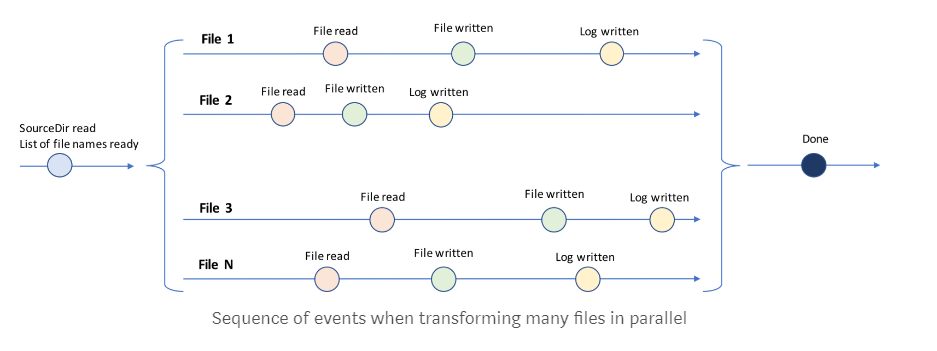 SourceDir read
List of file names ready
File 1
File read
File written
Log written
File 2
File read
File written
Log written
File 3
File read
File written
Log written
File N
File read
File written
Log written
Done
Sequence of events when transforming many files in parallel